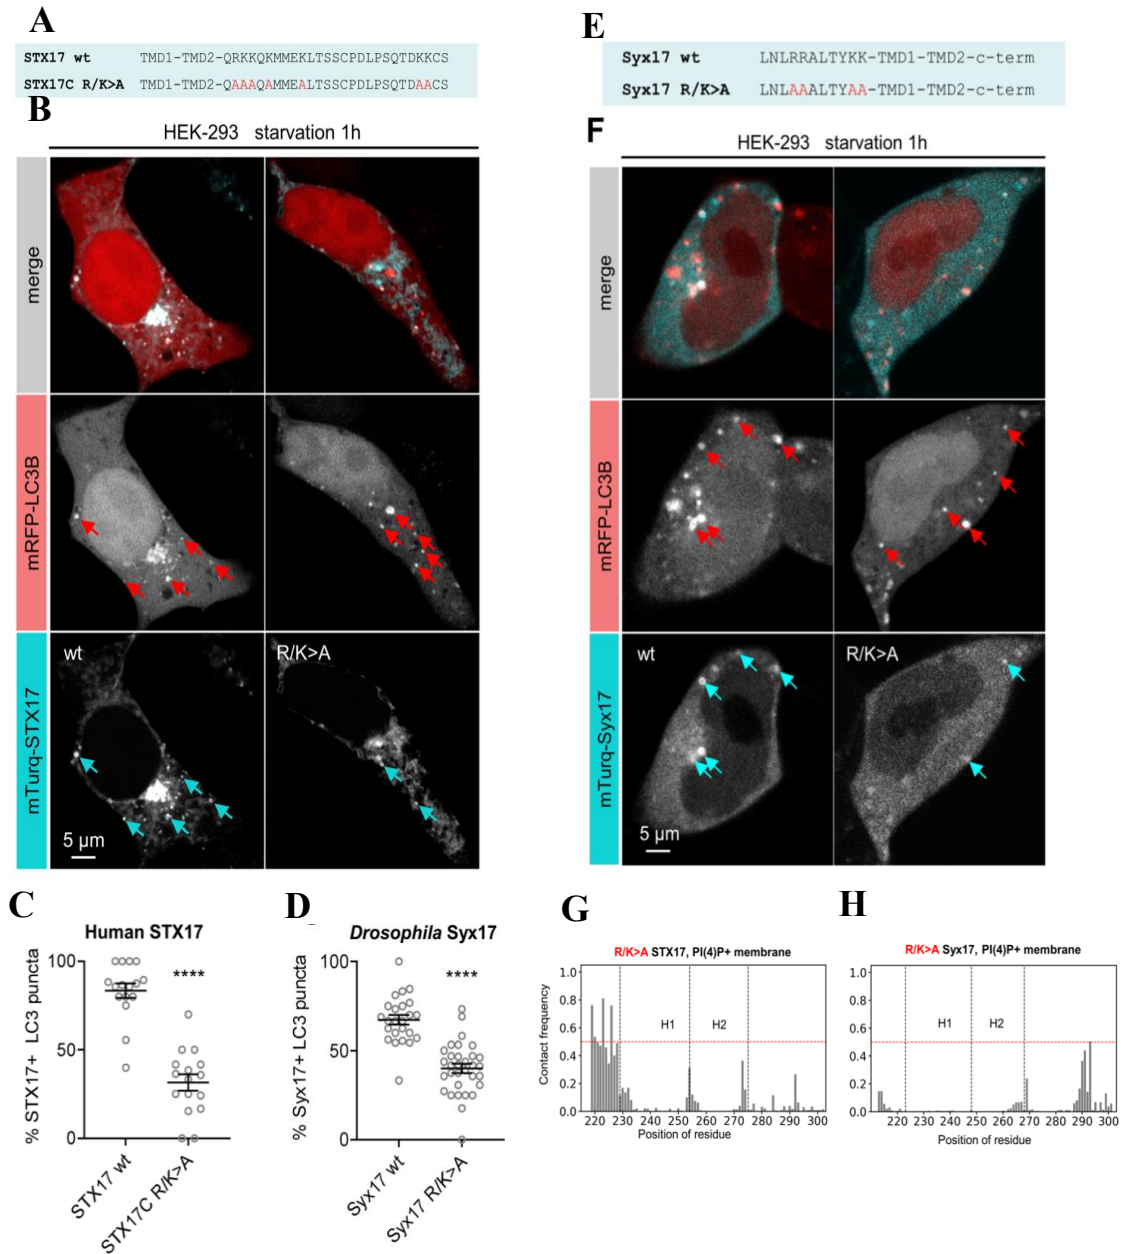 A
STX17 wt TMD1-TMD2-QRKKQKMMEKLTSSCPDLPSQTDKKCS
STX17C R/K>A TMD1-TMD2-QAAAQAMMEALTSSCPDLPSQTDAACS
B
HEK-293 starvation 1h
merge
mRFP-LC3B
mTurq-STX17
wt
R/K>A
5 µm
E
Syx17 wt LNLRRALTYKK-TMD1-TMD2-c-term
Syx17 R/K>A LNLAAALTYAA-TMD1-TMD2-c-term
F
HEK-293 starvation 1h
merge
mRFP-LC3B
mTurq-Syx17
wt
R/K>A
5 µm
C
Human STX17
% STX17+ LC3 puncta
100
50
0
****
STX17 wt
STX17C R/K>A
D
Drosophila Syx17
% Syx17+ LC3 puncta
100
50
0
****
Syx17 wt
Syx17 R/K>A
G
R/K>A STX17, PI(4)P+ membrane
Contact frequency
1.0
0.8
0.6
0.4
0.2
0.0
H1 H2
220 230 240 250 260 270 280 290 300
Position of residue
H
R/K>A Syx17, PI(4)P+ membrane
1.0
0.8
0.6
0.4
0.2
0.0
H1 H2
220 230 240 250 260 270 280 290 300
Position of residue